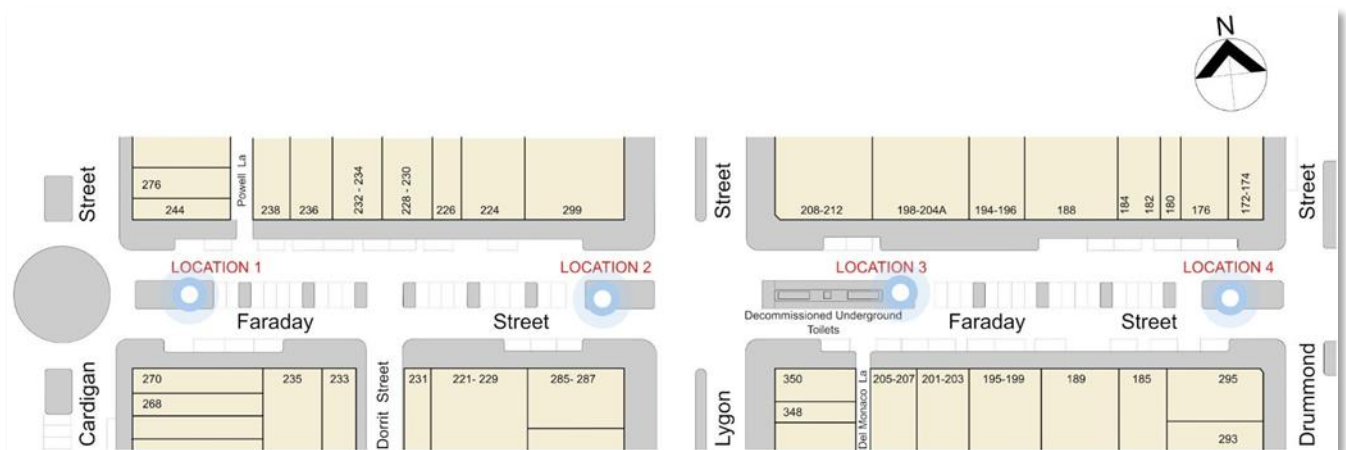 N
Street
276
244
Powell La
238
236
232 - 234
228 - 230
226
224
299
Street
208-212
198-204A
194-196
188
184
182
180
176
172-174
Street
LOCATION 1
LOCATION 2
LOCATION 3
LOCATION 4
Faraday
Street
Decommissioned Underground
Toilets
Faraday
Street
Cardigan
270
268
235
233
Dorrit Street
231
221- 229
285- 287
Lygon
350
348
Del Monaco La
205-207
201-203
195-199
189
185
295
293
Drummond